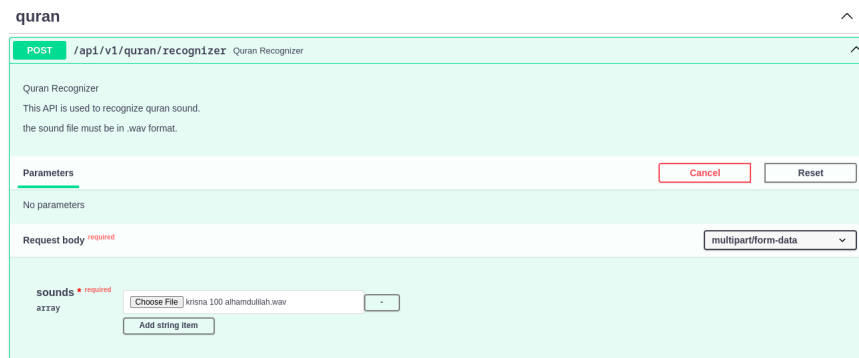 quran
POST /api/v1/quran/recognizer Quran Recognizer
Quran Recognizer
This API is used to recognize quran sound.
the sound file must be in .wav format.
Parameters
Cancel
Reset
No parameters
Request body required
multipart/form-data
sounds * required
array
Choose File krisna 100 alhamdulilah.wav
-
Add string item